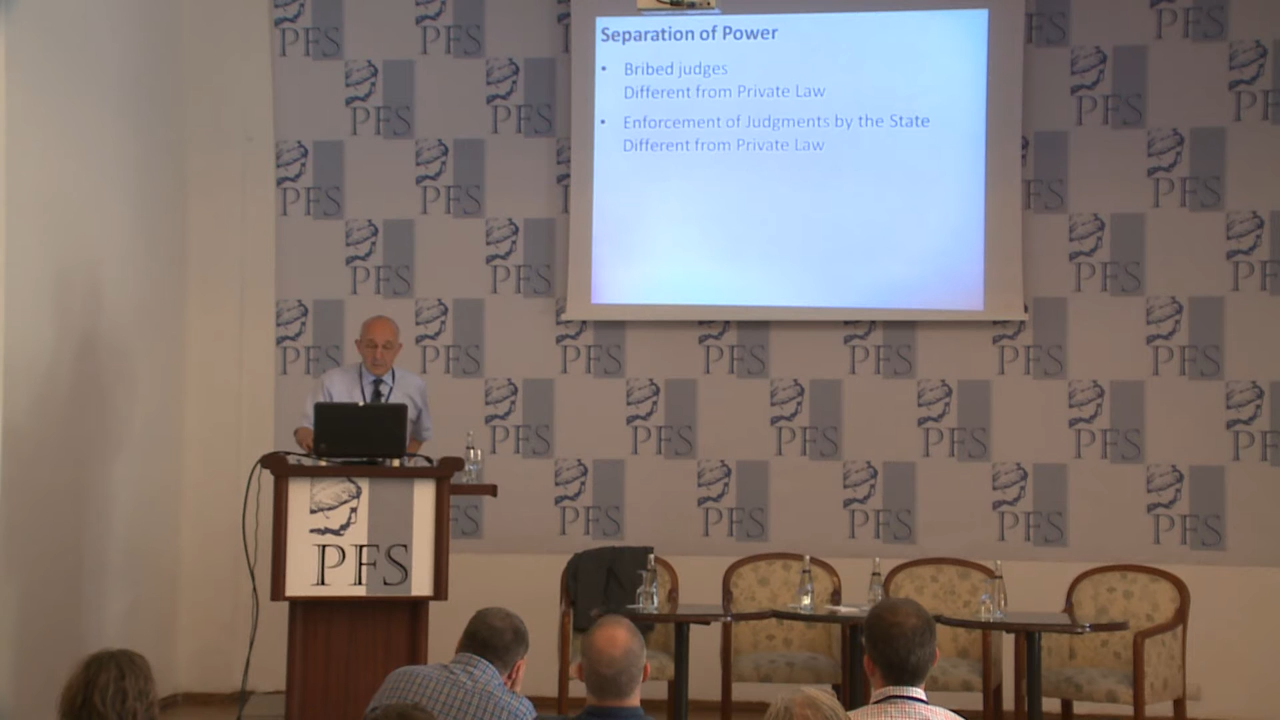 Separation of Power
• Bribed judges
Different from Private Law
• Enforcement of Judgments by the State
Different from Private Law
PFS